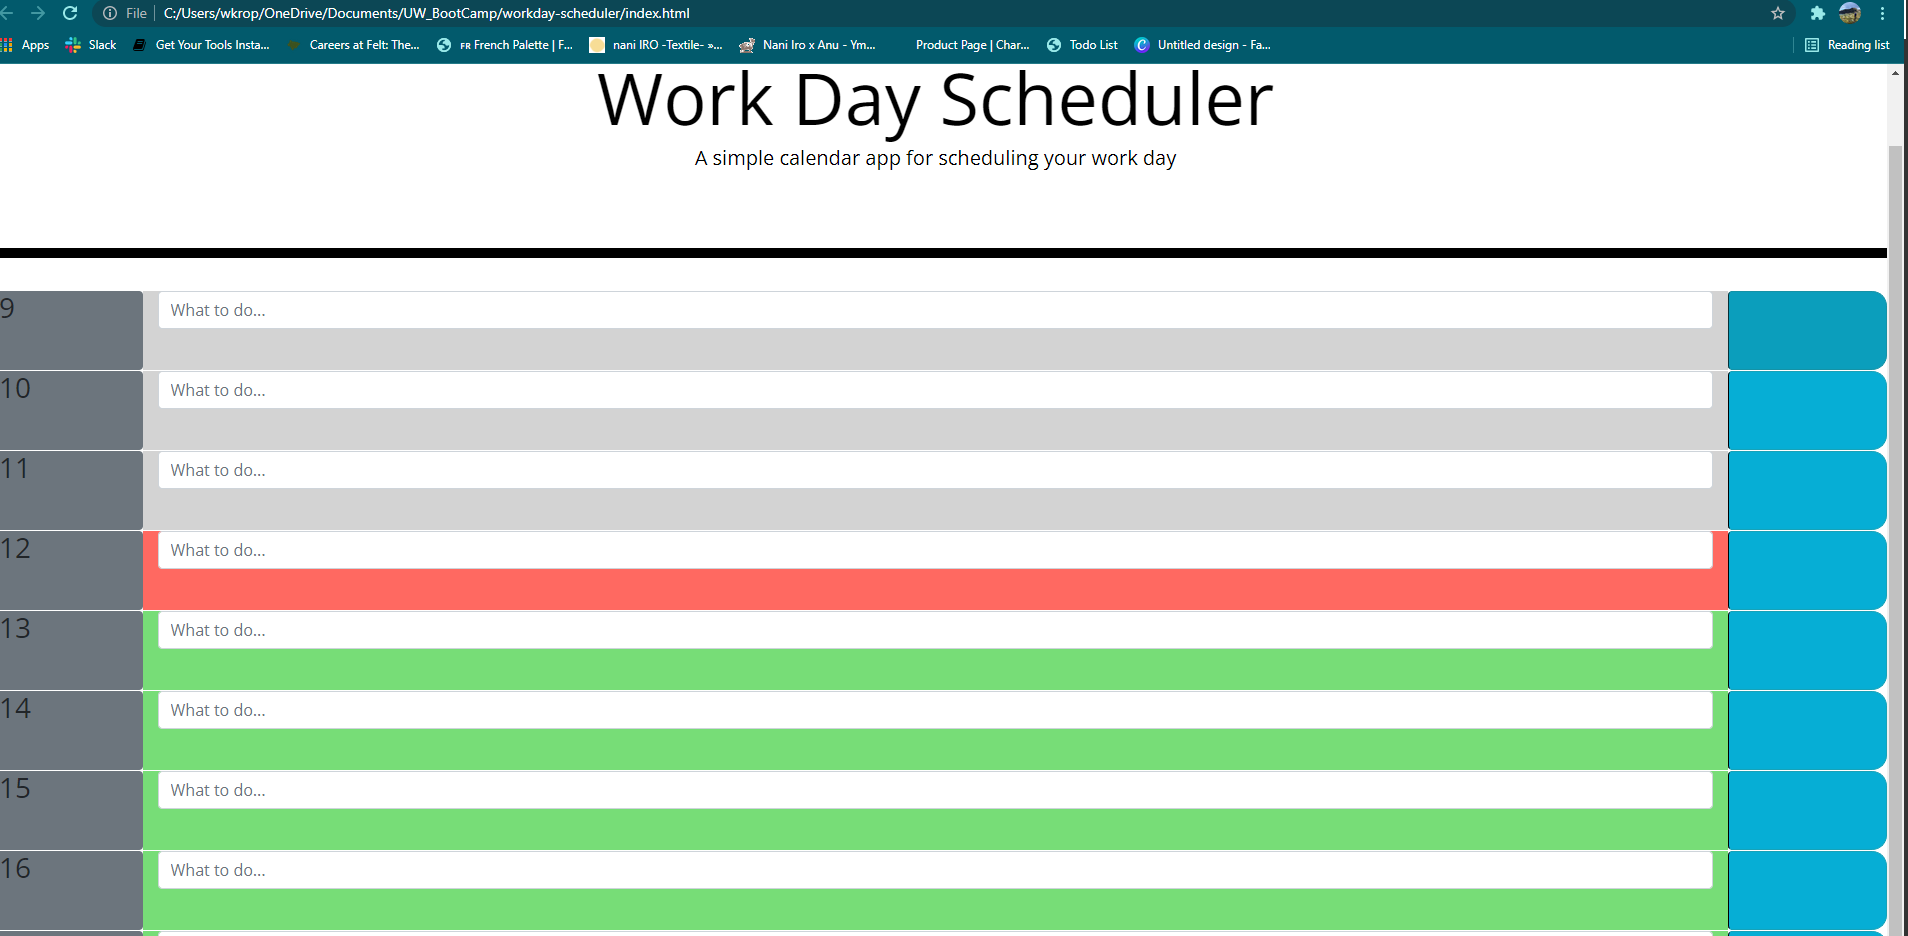 File C:/Users/wkrop/OneDrive/Documents/UW_BootCamp/workday-scheduler/index.html
Apps Slack Get Your Tools Insta... Careers at Felt: The... FR French Palette | F... nani IRO -Textile- »... Nani Iro x Anu - Ym... Product Page | Char... Todo List C Untitled design - Fa... Reading list
Work Day Scheduler
A simple calendar app for scheduling your work day
9 What to do...
10 What to do...
11 What to do...
12 What to do...
13 What to do...
14 What to do...
15 What to do...
16 What to do...